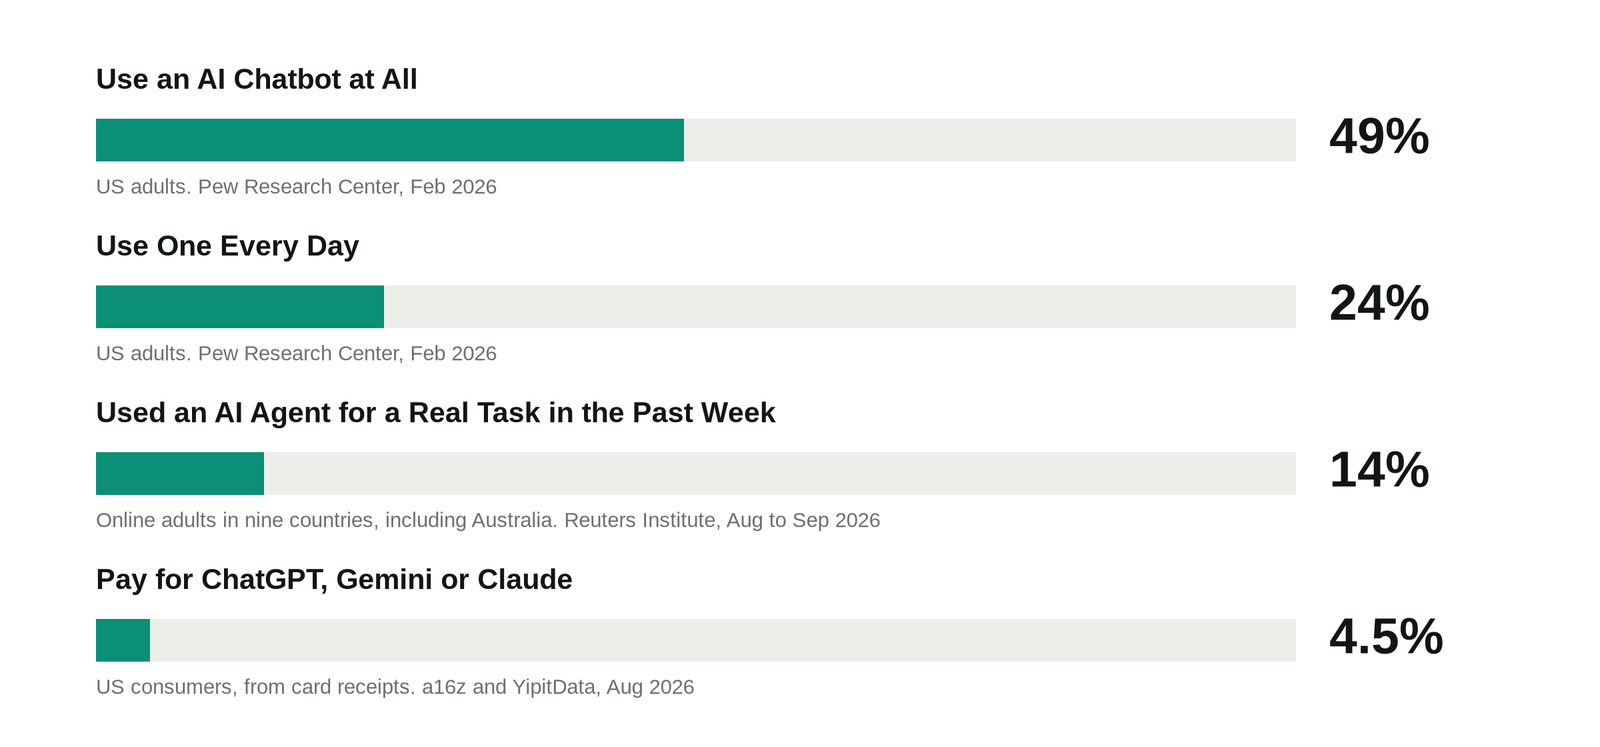 Use an AI Chatbot at All
49%
US adults. Pew Research Center, Feb 2026
Use One Every Day
24%
US adults. Pew Research Center, Feb 2026
Used an AI Agent for a Real Task in the Past Week
14%
Online adults in nine countries, including Australia. Reuters Institute, Aug to Sep 2026
Pay for ChatGPT, Gemini or Claude
4.5%
US consumers, from card receipts. a16z and YipitData, Aug 2026